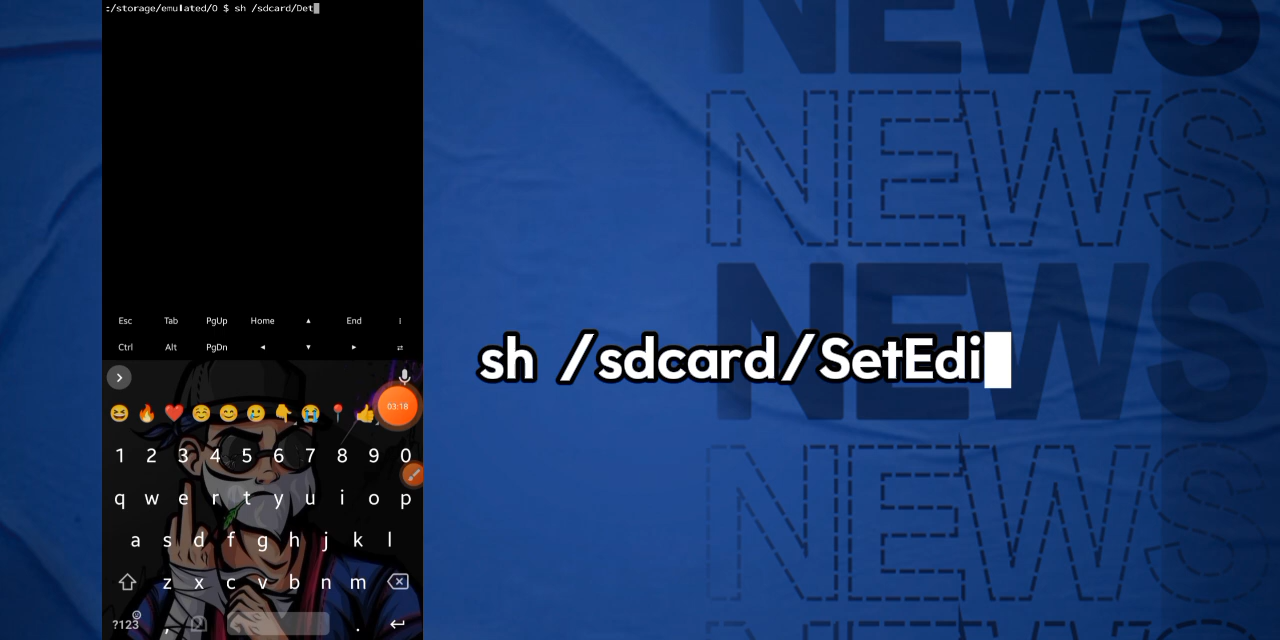 :/storage/emulated/0 $ sh /sdcard/Det
Esc Tab PgUp Home ▲ End |
Ctrl Alt PgDn ◄ ▼ ► ⇄
03:18
1 2 3 4 5 6 7 8 9 0
q w e r t y u i o p
a s d f g h j k l
z x c v b n m
?123 , .
NEWS
NEWS
NEWS
NEWS
sh /sdcard/SetEdi